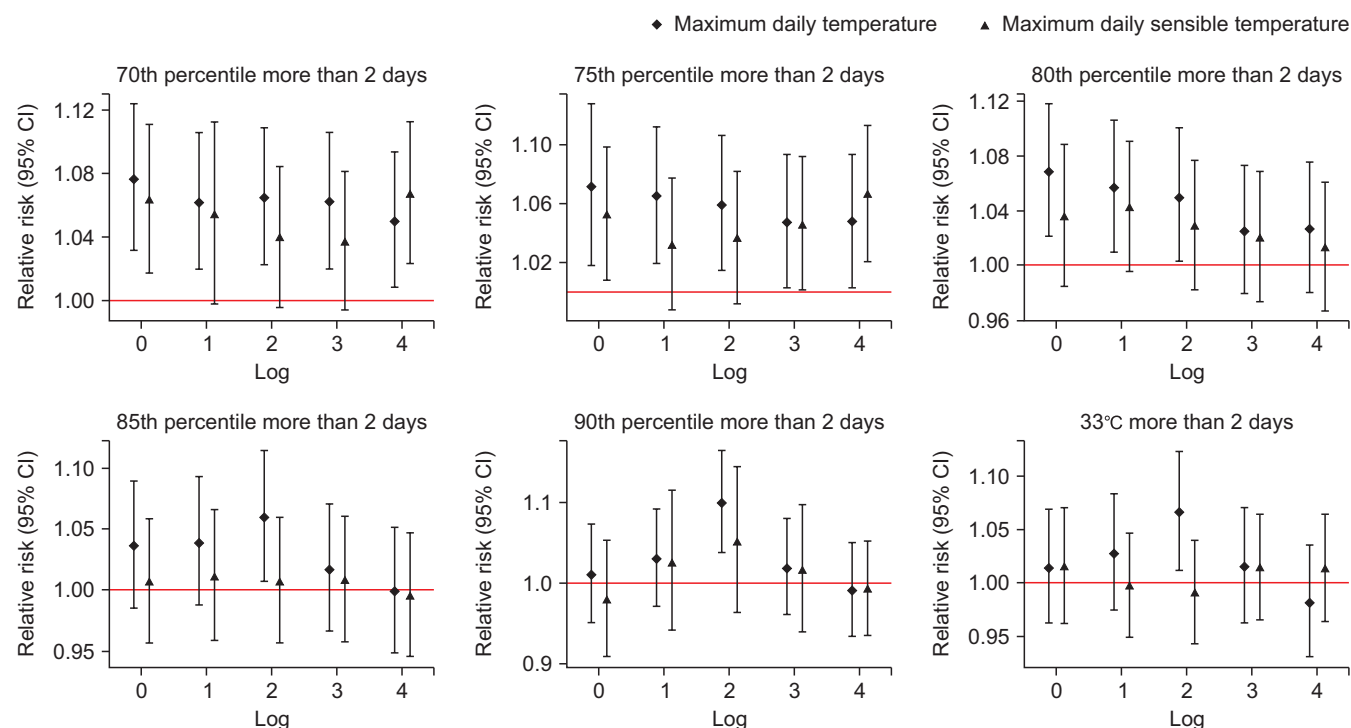 Maximum daily temperature Maximum daily sensible temperature
70th percentile more than 2 days
Relative risk (95% CI)
1.12
1.08
1.04
1.00
0 1 2 3 4
Log
75th percentile more than 2 days
Relative risk (95% CI)
1.10
1.06
1.02
0 1 2 3 4
Log
80th percentile more than 2 days
Relative risk (95% CI)
1.12
1.08
1.04
1.00
0.96
0 1 2 3 4
Log
85th percentile more than 2 days
Relative risk (95% CI)
1.10
1.05
1.00
0.95
0 1 2 3 4
Log
90th percentile more than 2 days
Relative risk (95% CI)
1.1
1.0
0.9
0 1 2 3 4
Log
33℃ more than 2 days
Relative risk (95% CI)
1.10
1.05
1.00
0.95
0 1 2 3 4
Log